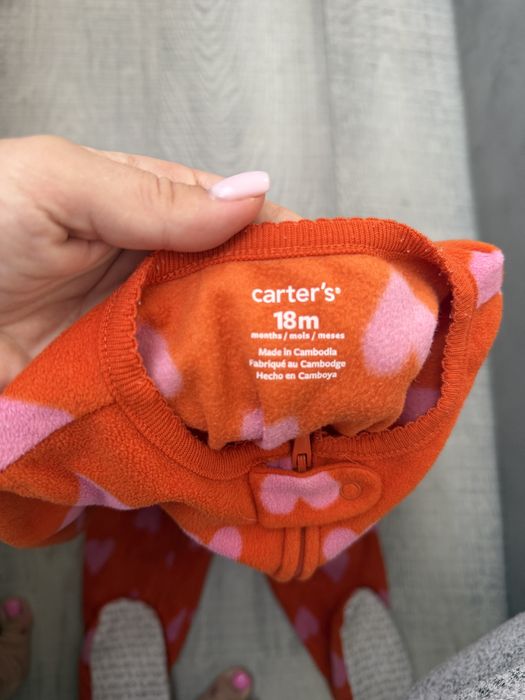 carter's
18m
months / mois / meses
Made in Cambodia
Fabriqué au Cambodge
Hecho en Camboya